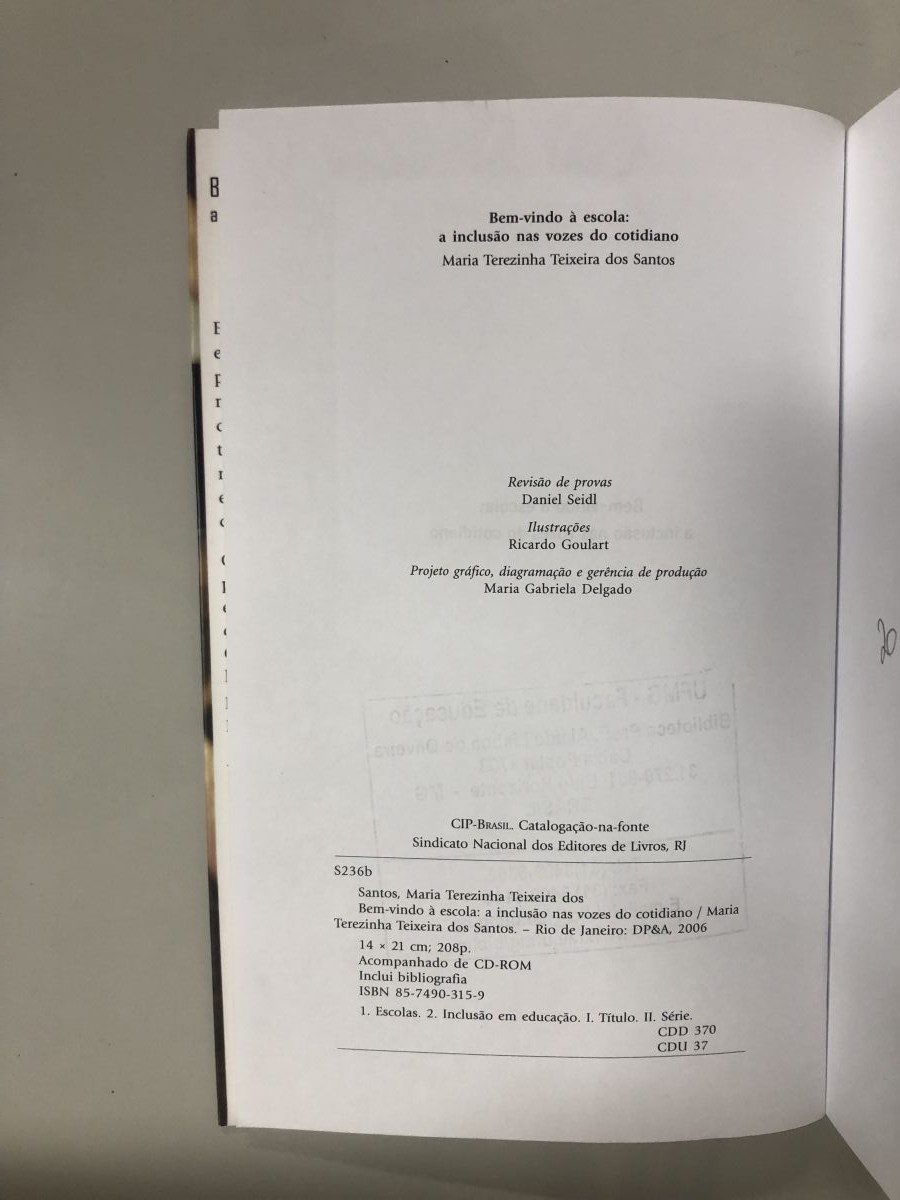 Bem-vindo à escola:
a inclusão nas vozes do cotidiano
Maria Terezinha Teixeira dos Santos
Revisão de provas
Daniel Seidl
Ilustrações
Ricardo Goulart
Projeto gráfico, diagramação e gerência de produção
Maria Gabriela Delgado
20
CIP-Brasil. Catalogação-na-fonte
Sindicato Nacional dos Editores de Livros, RJ
S236b
Santos, Maria Terezinha Teixeira dos
Bem-vindo à escola: a inclusão nas vozes do cotidiano / Maria
Terezinha Teixeira dos Santos. – Rio de Janeiro: DP&A, 2006
14 × 21 cm; 208p.
Acompanhado de CD-ROM
Inclui bibliografia
ISBN 85-7490-315-9
1. Escolas. 2. Inclusão em educação. I. Título. II. Série.
CDD 370
CDU 37